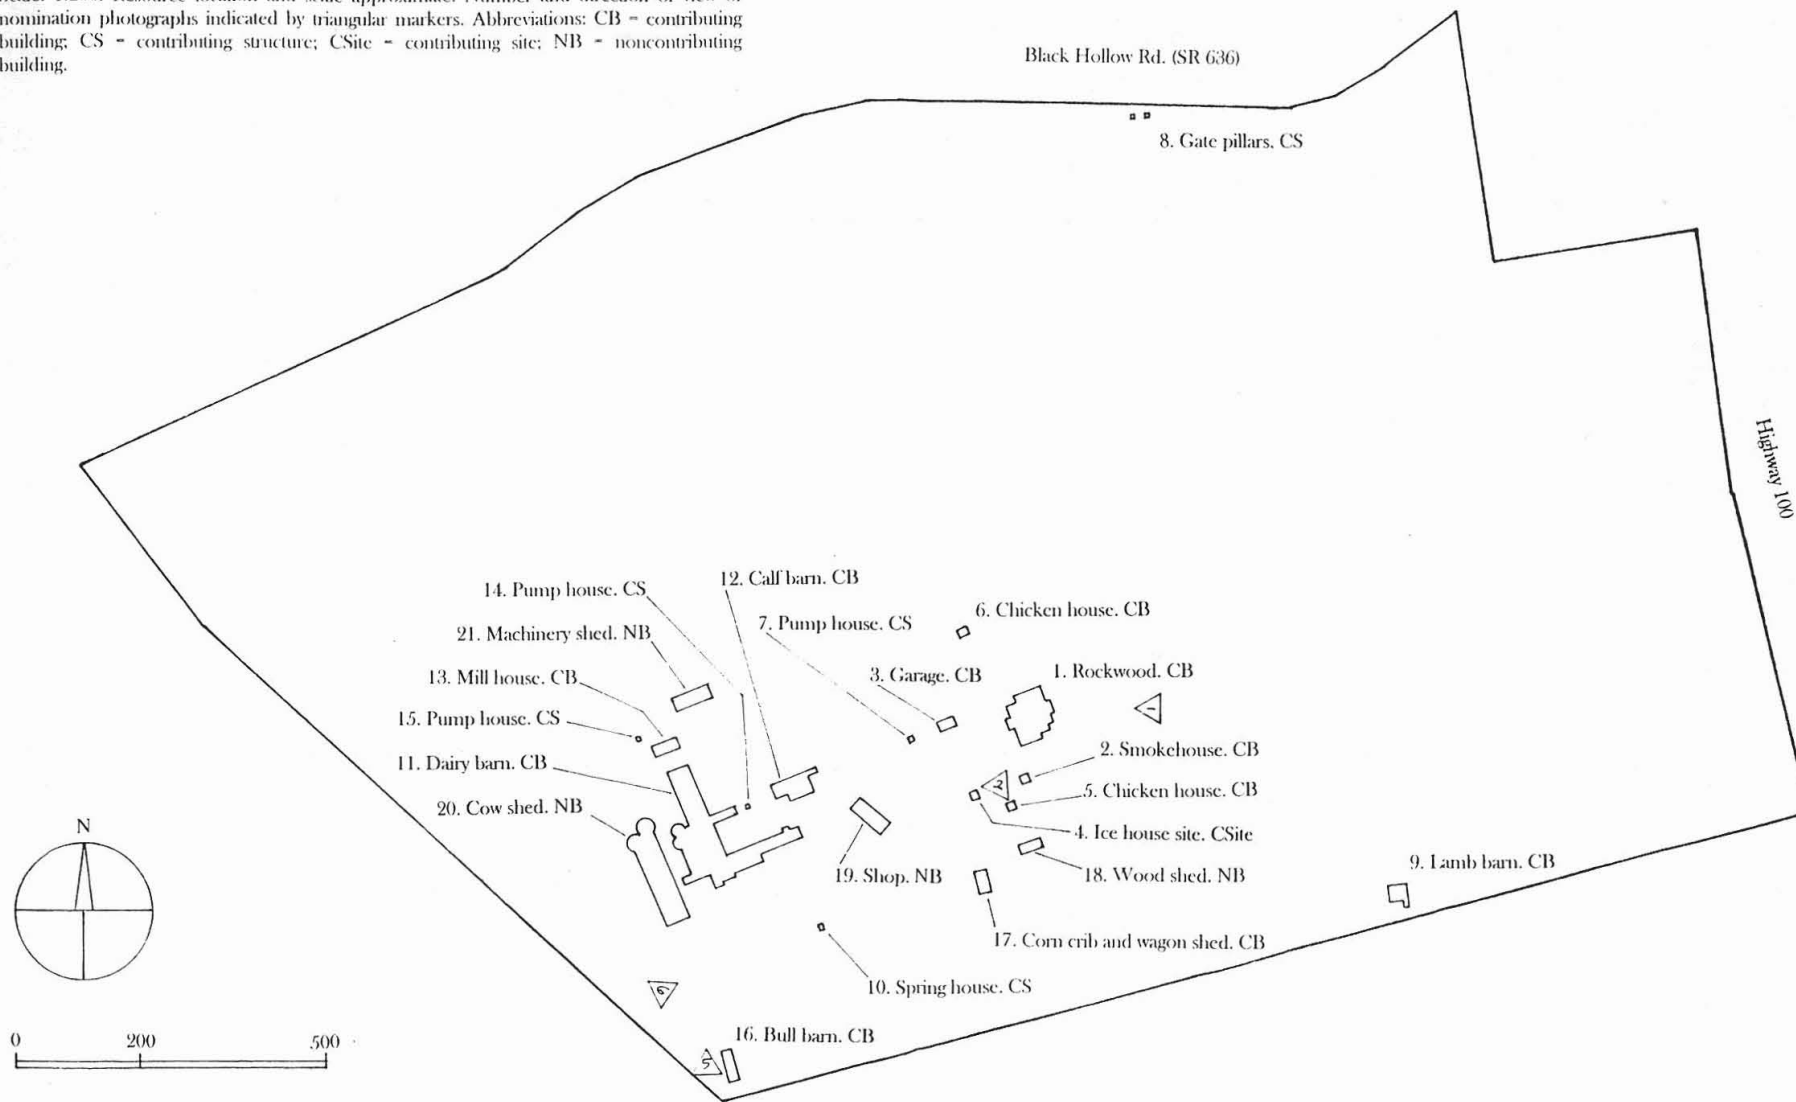 nomination photographs indicated by triangular markers. Abbreviations: CB = contributing
building; CS = contributing structure; CSite = contributing site; NB = noncontributing
building.
Black Hollow Rd. (SR 636)
8. Gate pillars. CS
Highway 100
14. Pump house. CS
12. Calf barn. CB
21. Machinery shed. NB
7. Pump house. CS
6. Chicken house. CB
13. Mill house. CB
3. Garage. CB
1. Rockwood. CB
1
15. Pump house. CS
11. Dairy barn. CB
2. Smokehouse. CB
2
5. Chicken house. CB
20. Cow shed. NB
4. Ice house site. CSite
19. Shop. NB
18. Wood shed. NB
9. Lamb barn. CB
17. Corn crib and wagon shed. CB
10. Spring house. CS
N
6
16. Bull barn. CB
5
0 200 500